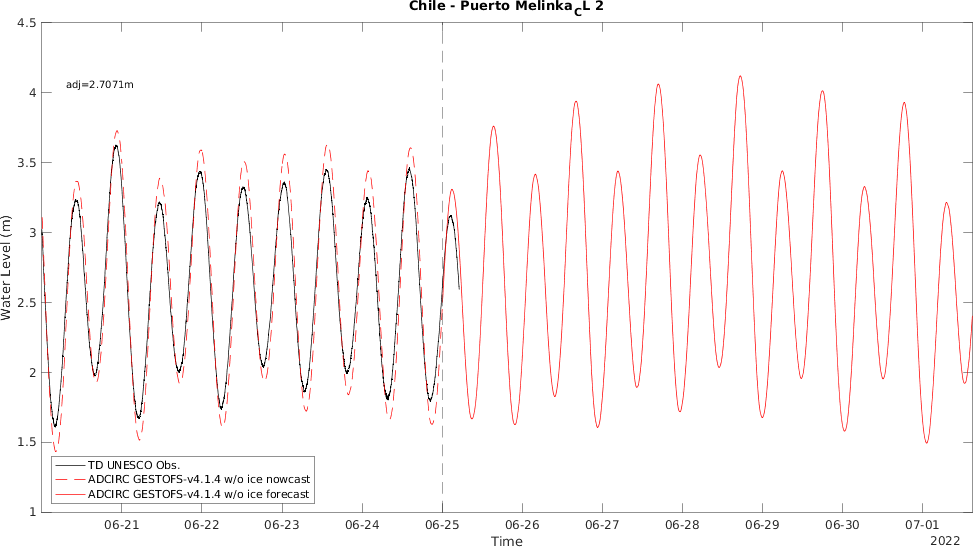 Chile - Puerto Melinka_CL 2
4.5
4
3.5
3
2.5
2
1.5
1
adj=2.7071m
Water Level (m)
TD UNESCO Obs.
ADCIRC GESTOFS-v4.1.4 w/o ice nowcast
ADCIRC GESTOFS-v4.1.4 w/o ice forecast
06-21 06-22 06-23 06-24 06-25 06-26 06-27 06-28 06-29 06-30 07-01
Time
2022